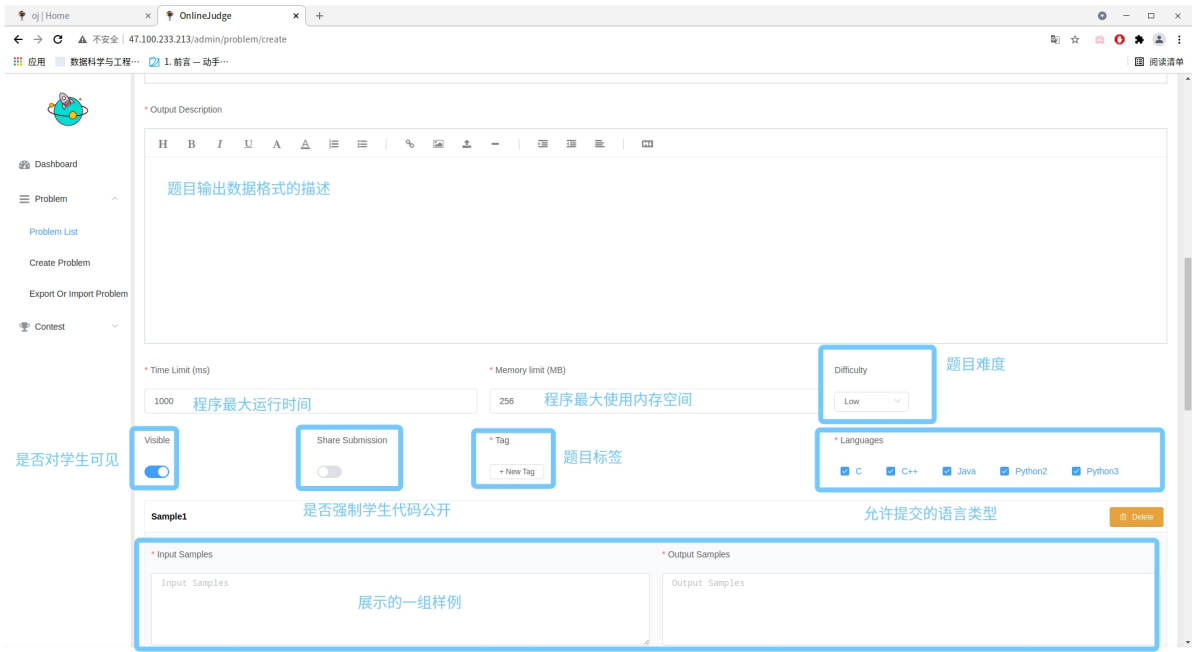 oj | Home
OnlineJudge
不安全 | 47.100.233.213/admin/problem/create
应用
数据科学与工程…
1. 前言 — 动手…
阅读清单
* Output Description
H B I U A A
题目输出数据格式的描述
Dashboard
Problem
Problem List
Create Problem
Export Or Import Problem
Contest
* Time Limit (ms)
* Memory limit (MB)
Difficulty
题目难度
1000
程序最大运行时间
256
程序最大使用内存空间
Low
Visible
Share Submission
* Tag
* Languages
是否对学生可见
+ New Tag
题目标签
C
C++
Java
Python2
Python3
是否强制学生代码公开
允许提交的语言类型
Sample1
Delete
* Input Samples
* Output Samples
Input Samples
Output Samples
展示的一组样例